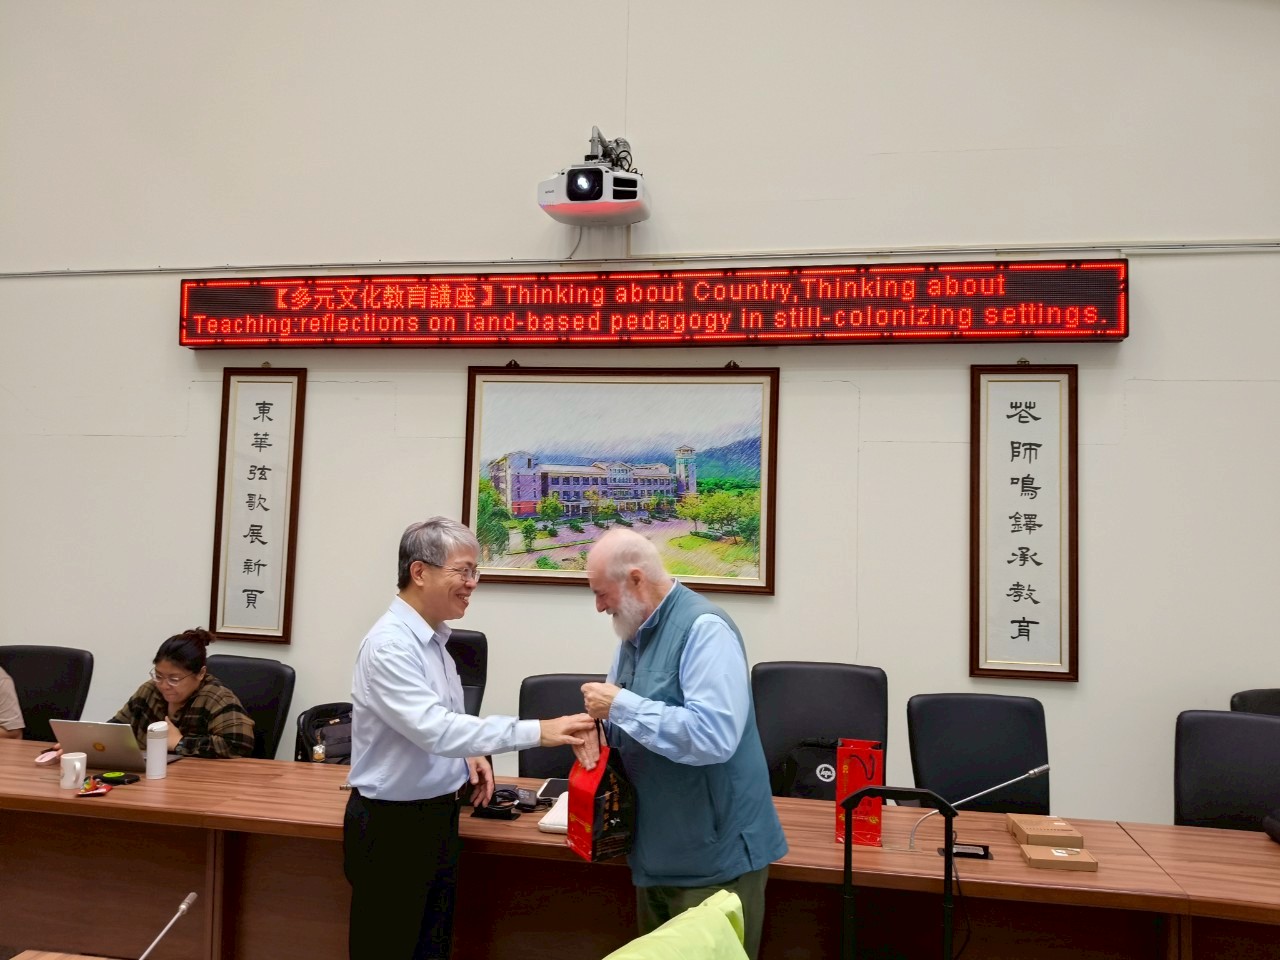 【多元文化教育講座】Thinking about Country,Thinking about
Teaching:reflections on land-based pedagogy in still-colonizing settings.
東華弦歌展新頁
花師鳴鐸承教育